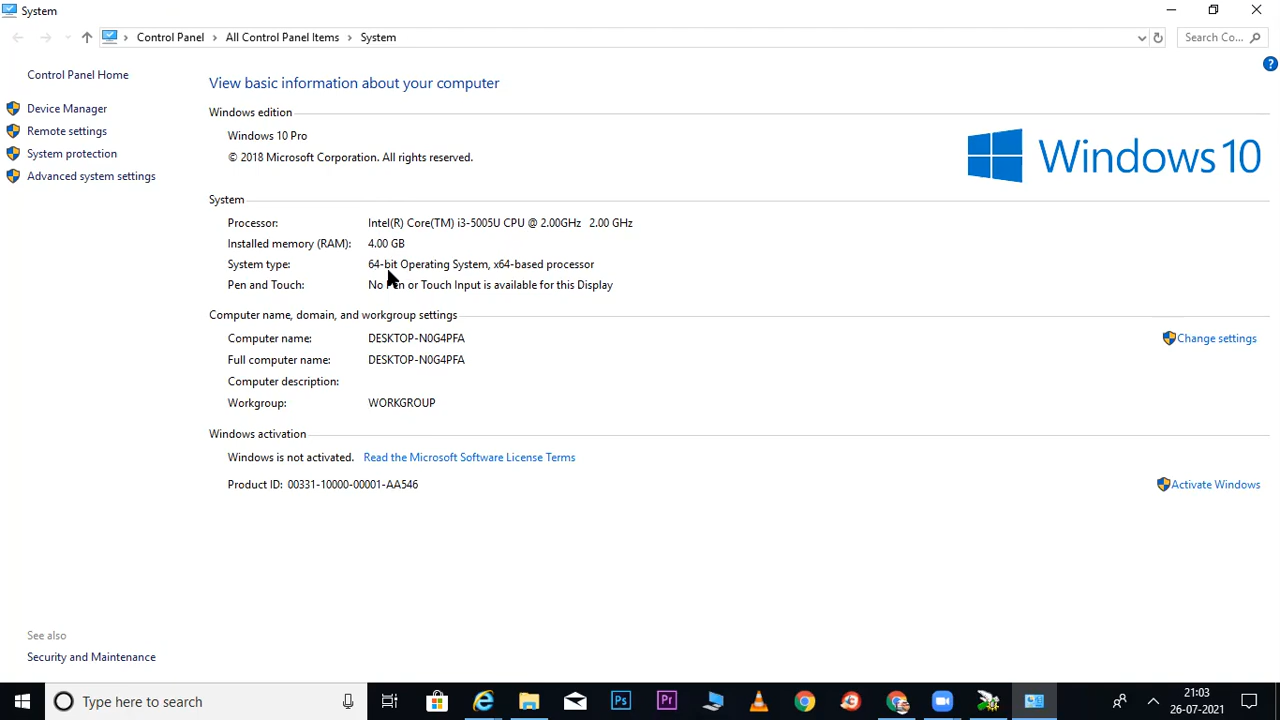 System
Control Panel > All Control Panel Items > System
Search Co...
Control Panel Home
Device Manager
Remote settings
System protection
Advanced system settings
View basic information about your computer
Windows edition
Windows 10 Pro
© 2018 Microsoft Corporation. All rights reserved.
Windows 10
System
Processor: Intel(R) Core(TM) i3-5005U CPU @ 2.00GHz 2.00 GHz
Installed memory (RAM): 4.00 GB
System type: 64-bit Operating System, x64-based processor
Pen and Touch: No Pen or Touch Input is available for this Display
Computer name, domain, and workgroup settings
Computer name: DESKTOP-N0G4PFA
Change settings
Full computer name: DESKTOP-N0G4PFA
Computer description:
Workgroup: WORKGROUP
Windows activation
Windows is not activated. Read the Microsoft Software License Terms
Product ID: 00331-10000-00001-AA546
Activate Windows
See also
Security and Maintenance
Type here to search
Ps
Pr
21:03
26-07-2021